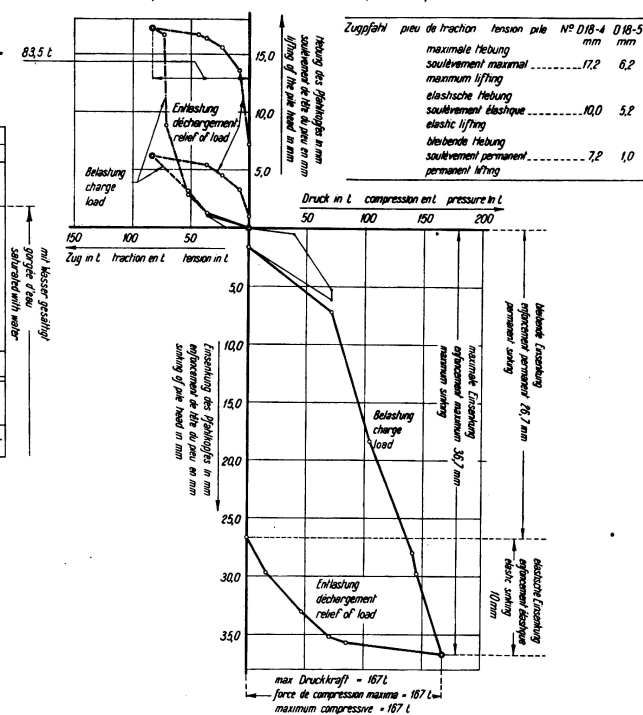 Zugpfahl pieu de traction tension pile Nº D18-4 D18-5
mm mm
maximale Hebung
soulèvement maximal 17,2 6,2
maximum lifting
elastische Hebung
soulèvement élastique 10,0 5,2
elastic lifting
bleibende Hebung
soulèvement permanent 7,2 1,0
permanent lifting
83,5 t
15,0
10,0
5,0
Hebung des Pfahlkopfes in mm
soulèvement de tête du pieu en mm
lifting of the pile head in mm
Entlastung
déchargement
relief of load
Belastung
charge
load
Druck in t compression en t pressure in t
50 100 150 200
150 100 50
Zug in t traction en t tension in t
mit Wasser gesättigt
gorgée d'eau
saturated with water
5,0
10,0
15,0
20,0
25,0
30,0
35,0
Einsenkung des Pfahlkopfes in mm
enfoncement de tête du pieu en mm
sinking of pile head in mm
Belastung
charge
load
maximale Einsenkung
enfoncement maximum 36,7 mm
maximum sinking
bleibende Einsenkung
enfoncement permanent 26,7 mm
permanent sinking
elastische Einsenkung
enfoncement élastique
elastic sinking
10 mm
Entlastung
déchargement
relief of load
max Druckkraft = 167 t
force de compression maxima = 167 t
maximum compressive = 167 t